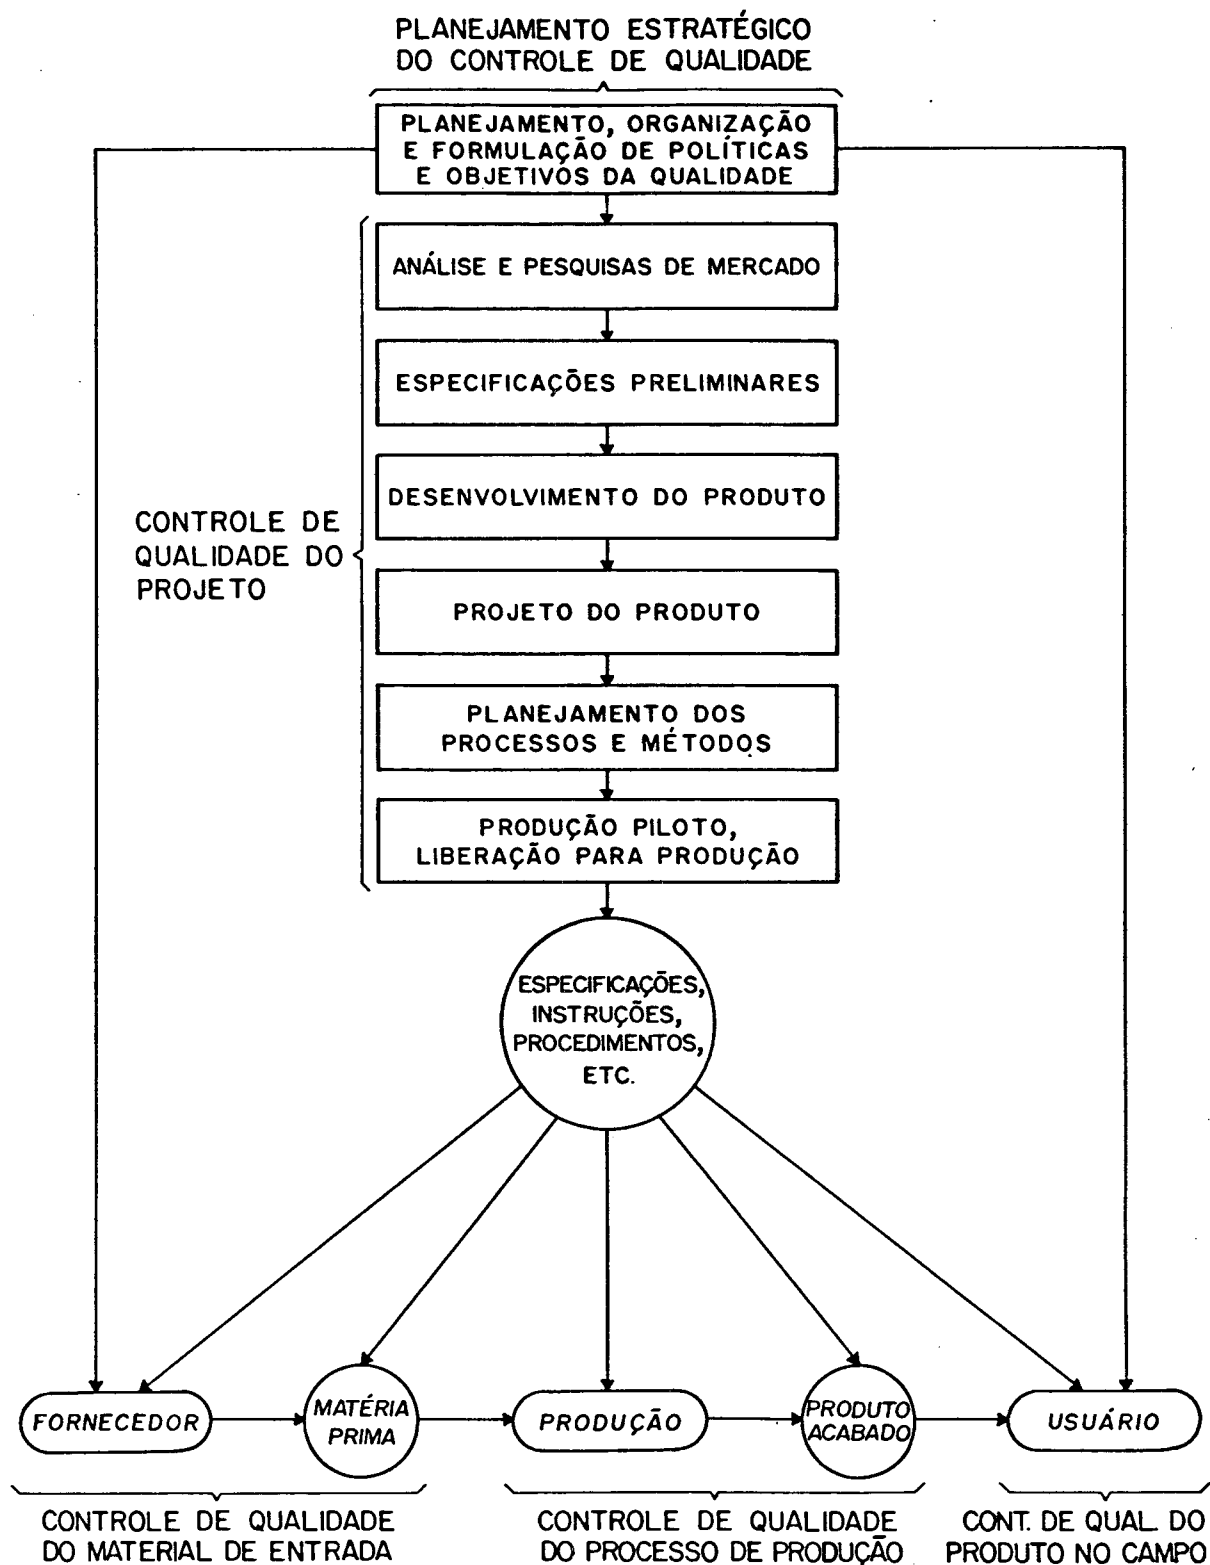 PLANEJAMENTO ESTRATÉGICO
DO CONTROLE DE QUALIDADE
PLANEJAMENTO, ORGANIZAÇÃO
E FORMULAÇÃO DE POLÍTICAS
E OBJETIVOS DA QUALIDADE
ANÁLISE E PESQUISAS DE MERCADO
ESPECIFICAÇÕES PRELIMINARES
DESENVOLVIMENTO DO PRODUTO
CONTROLE DE
QUALIDADE DO
PROJETO
PROJETO DO PRODUTO
PLANEJAMENTO DOS
PROCESSOS E MÉTODOS
PRODUÇÃO PILOTO,
LIBERAÇÃO PARA PRODUÇÃO
ESPECIFICAÇÕES,
INSTRUÇÕES,
PROCEDIMENTOS,
ETC.
FORNECEDOR
MATÉRIA
PRIMA
PRODUÇÃO
PRODUTO
ACABADO
USUÁRIO
CONTROLE DE QUALIDADE
DO MATERIAL DE ENTRADA
CONTROLE DE QUALIDADE
DO PROCESSO DE PRODUÇÃO
CONT. DE QUAL. DO
PRODUTO NO CAMPO